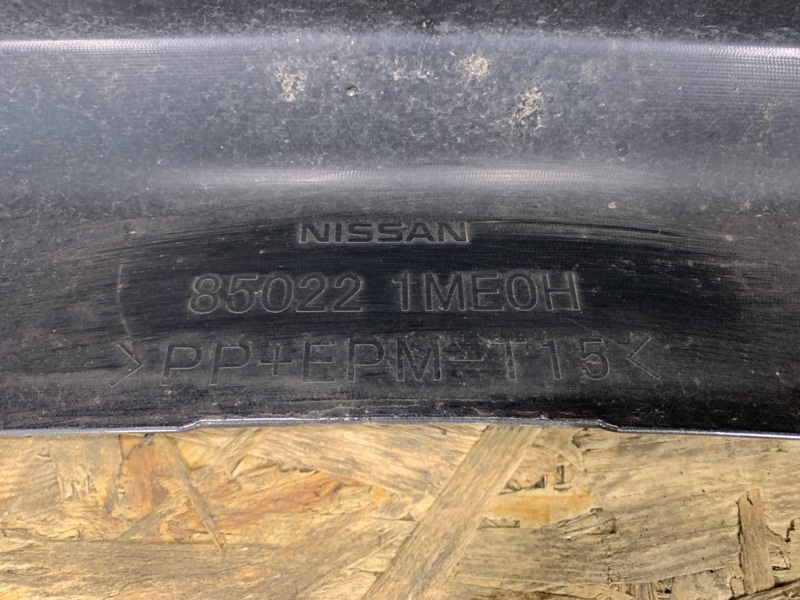 NISSAN
85022 1ME0H
>PP+EPM-T15<